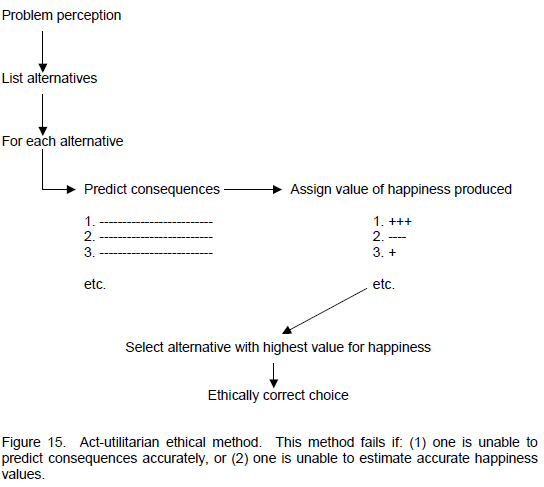 Problem perception
List alternatives
For each alternative
Predict consequences
Assign value of happiness produced
1. -------------------------
1. +++
2. -------------------------
2. ----
3. -------------------------
3. +
etc.
etc.
Select alternative with highest value for happiness
Ethically correct choice
Figure 15. Act-utilitarian ethical method. This method fails if: (1) one is unable to
predict consequences accurately, or (2) one is unable to estimate accurate happiness
values.